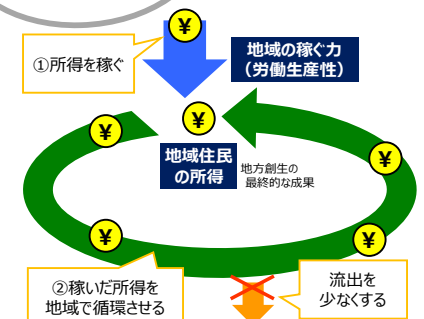 ¥
①所得を稼ぐ
地域の稼ぐ力
（労働生産性）
¥
¥
地域住民
の所得
地方創生の
最終的な成果
¥
¥
¥
②稼いだ所得を
地域で循環させる
流出を
少なくする